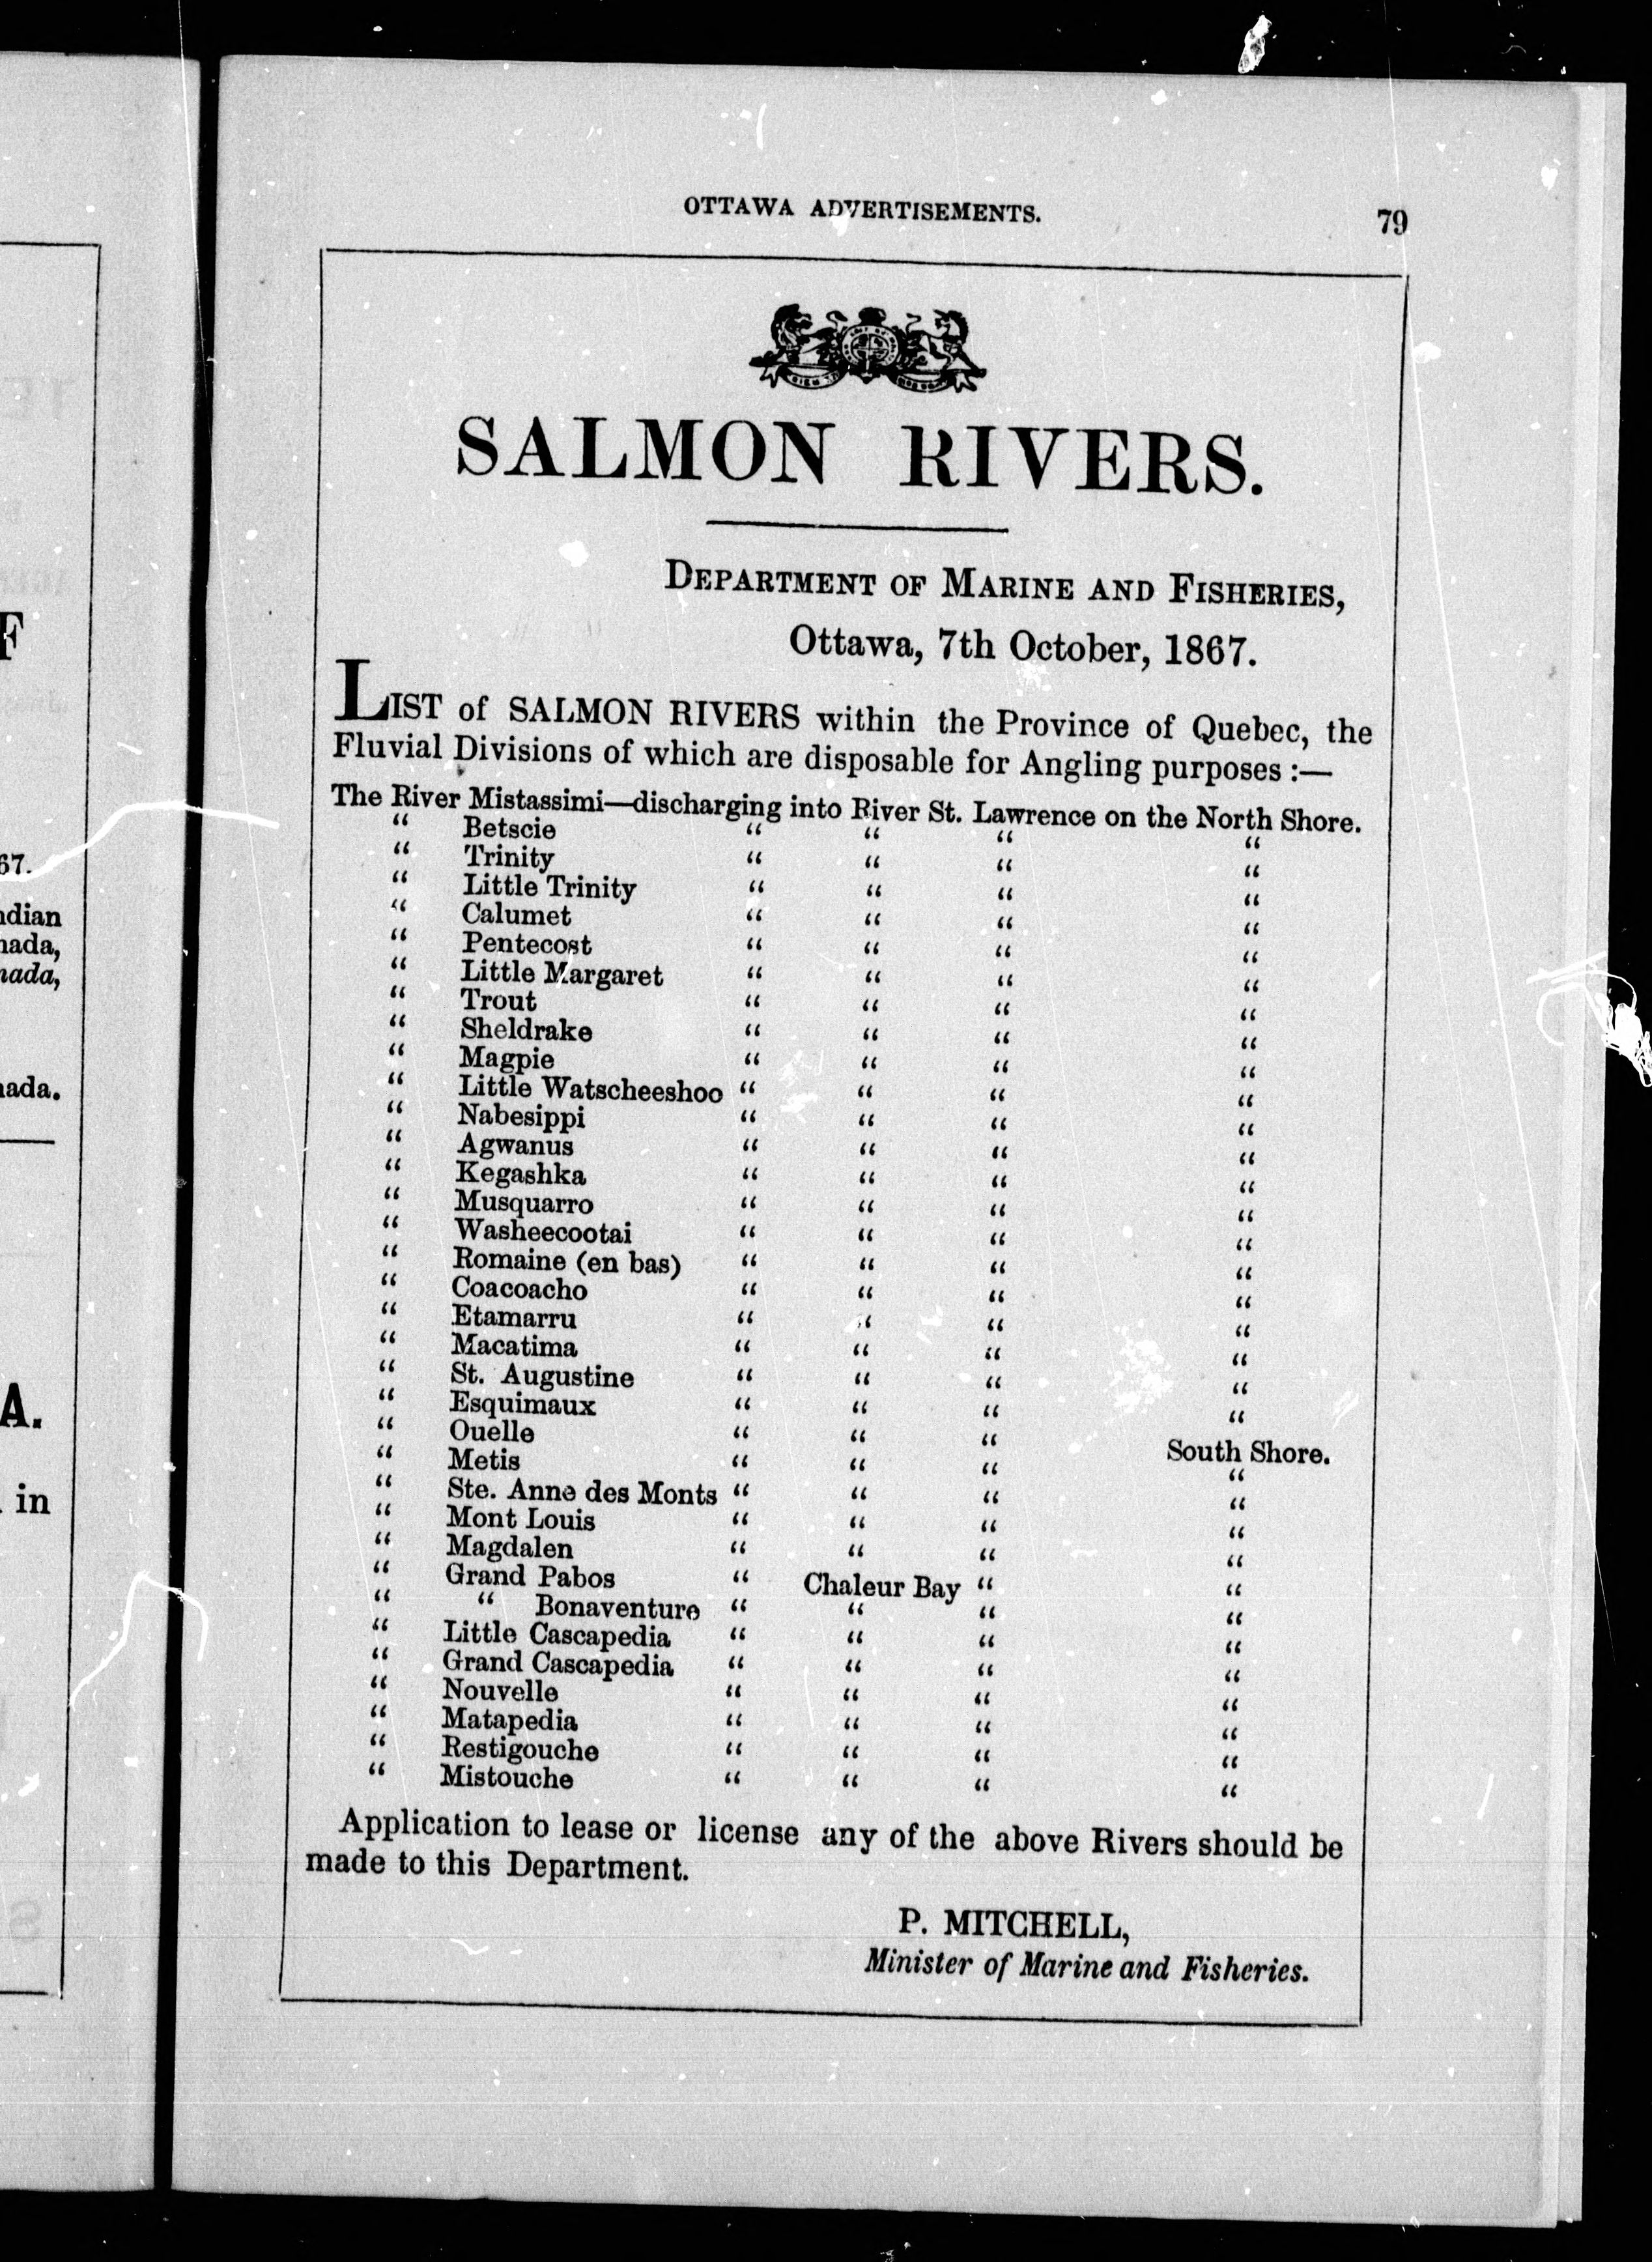 OTTAWA ADVERTISEMENTS. 79
SALMON RIVERS.
DEPARTMENT OF MARINE AND FISHERIES,
Ottawa, 7th October, 1867.
LIST of SALMON RIVERS within the Province of Quebec, the
Fluvial Divisions of which are disposable for Angling purposes :—
The River Mistassimi—discharging into River St. Lawrence on the North Shore.
“ Betscie “ “ “ “
“ Trinity “ “ “ “
“ Little Trinity “ “ “ “
“ Calumet “ “ “ “
“ Pentecost “ “ “ “
“ Little Margaret “ “ “ “
“ Trout “ “ “ “
“ Sheldrake “ “ “ “
“ Magpie “ “ “ “
“ Little Watscheeshoo “ “ “ “
“ Nabesippi “ “ “ “
“ Agwanus “ “ “ “
“ Kegashka “ “ “ “
“ Musquarro “ “ “ “
“ Washeecootai “ “ “ “
“ Romaine (en bas) “ “ “ “
“ Coacoacho “ “ “ “
“ Etamarru “ “ “ “
“ Macatima “ “ “ “
“ St. Augustine “ “ “ “
“ Esquimaux “ “ “ “
“ Ouelle “ “ “ South Shore.
“ Metis “ “ “ “
“ Ste. Anne des Monts “ “ “ “
“ Mont Louis “ “ “ “
“ Magdalen “ “ “ “
“ Grand Pabos “ Chaleur Bay “ “
“ “ Bonaventure “ “ “ “
“ Little Cascapedia “ “ “ “
“ Grand Cascapedia “ “ “ “
“ Nouvelle “ “ “ “
“ Matapedia “ “ “ “
“ Restigouche “ “ “ “
“ Mistouche “ “ “ “
Application to lease or license any of the above Rivers should be
made to this Department.
P. MITCHELL,
Minister of Marine and Fisheries.
F
67.
nada,
nada,
nada.
A.
in